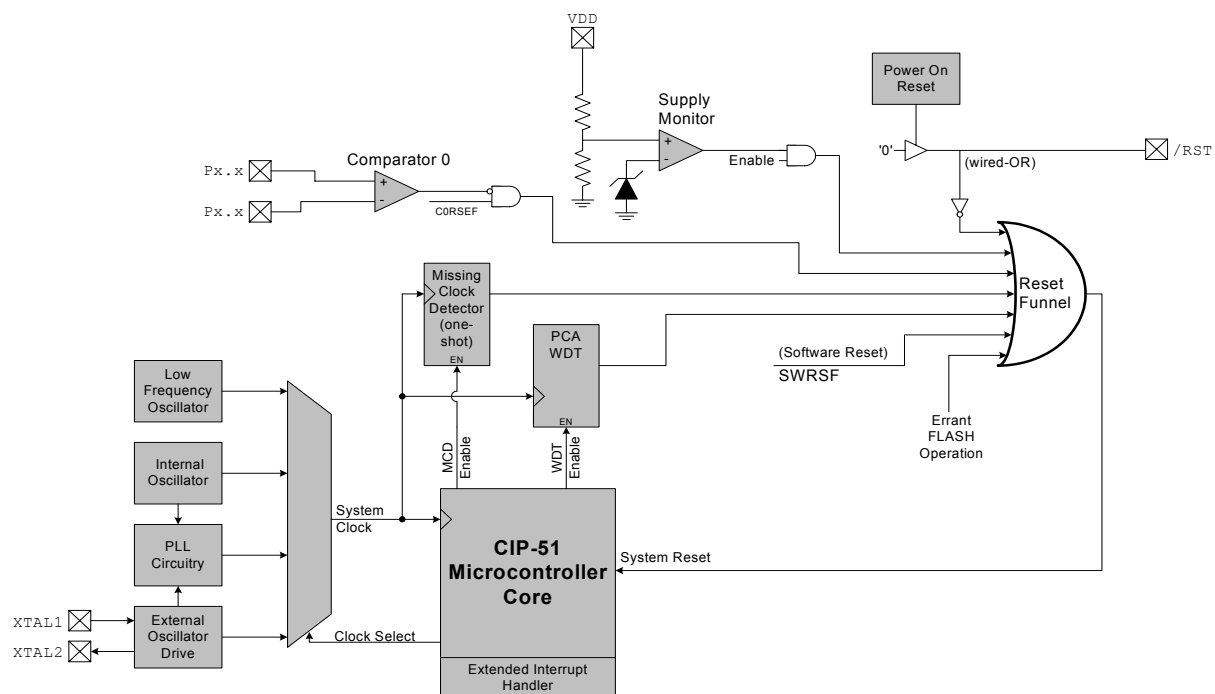 VDD
Power On
Reset
Supply
Monitor
+
-
Enable
'0'
(wired-OR)
/RST
Comparator 0
Px.x
+
-
Px.x
C0RSEF
Missing
Clock
Detector
(one-
shot)
EN
PCA
WDT
EN
Reset
Funnel
(Software Reset)
SWRSF
Errant
FLASH
Operation
Low
Frequency
Oscillator
Internal
Oscillator
PLL
Circuitry
External
Oscillator
Drive
XTAL1
XTAL2
System
Clock
MCD
Enable
WDT
Enable
CIP-51
Microcontroller
Core
System Reset
Clock Select
Extended Interrupt
Handler